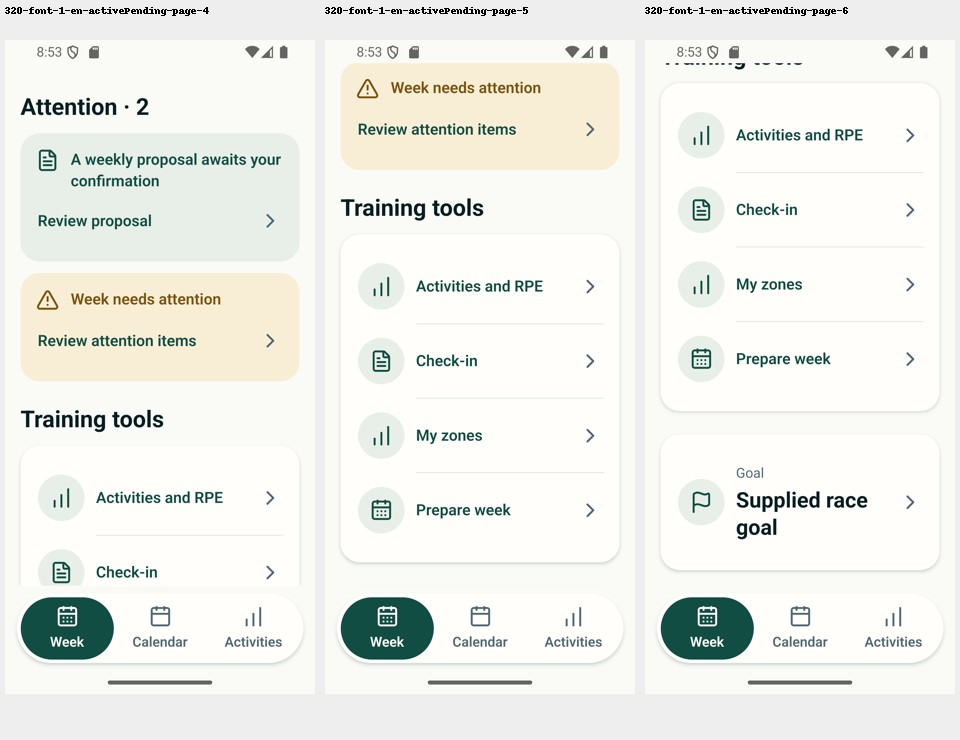 320-font-1-en-activePending-page-4
8:53
Attention · 2
A weekly proposal awaits your
confirmation
Review proposal
Week needs attention
Review attention items
Training tools
Activities and RPE
Check-in
Week
Calendar
Activities
320-font-1-en-activePending-page-5
8:53
Week needs attention
Review attention items
Training tools
Activities and RPE
Check-in
My zones
Prepare week
Week
Calendar
Activities
320-font-1-en-activePending-page-6
8:53
Training tools
Activities and RPE
Check-in
My zones
Prepare week
Goal
Supplied race
goal
Week
Calendar
Activities